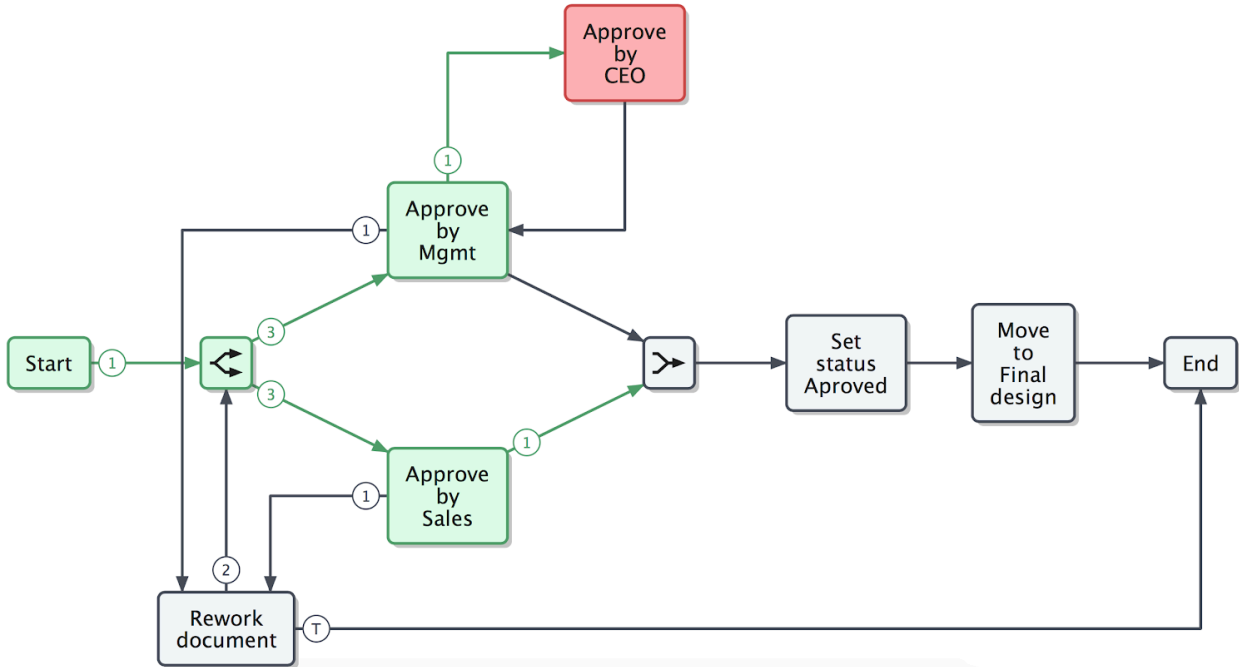 Approve
by
CEO
1
Approve
by
Mgmt
1
3
Start
1
3
Set
status
Aproved
Move
to
Final
design
End
1
Approve
by
Sales
1
2
Rework
document
T